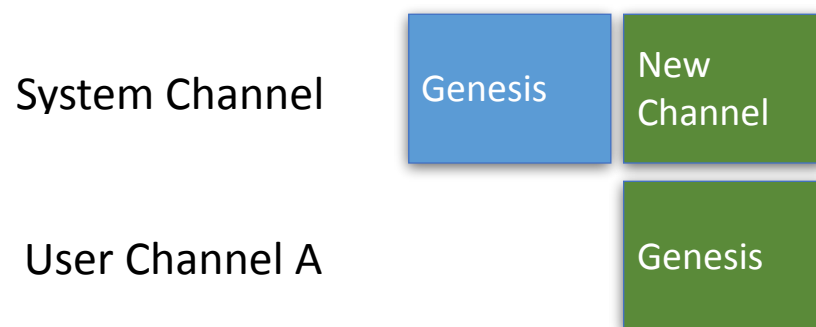 System Channel
Genesis
New
Channel
User Channel A
Genesis